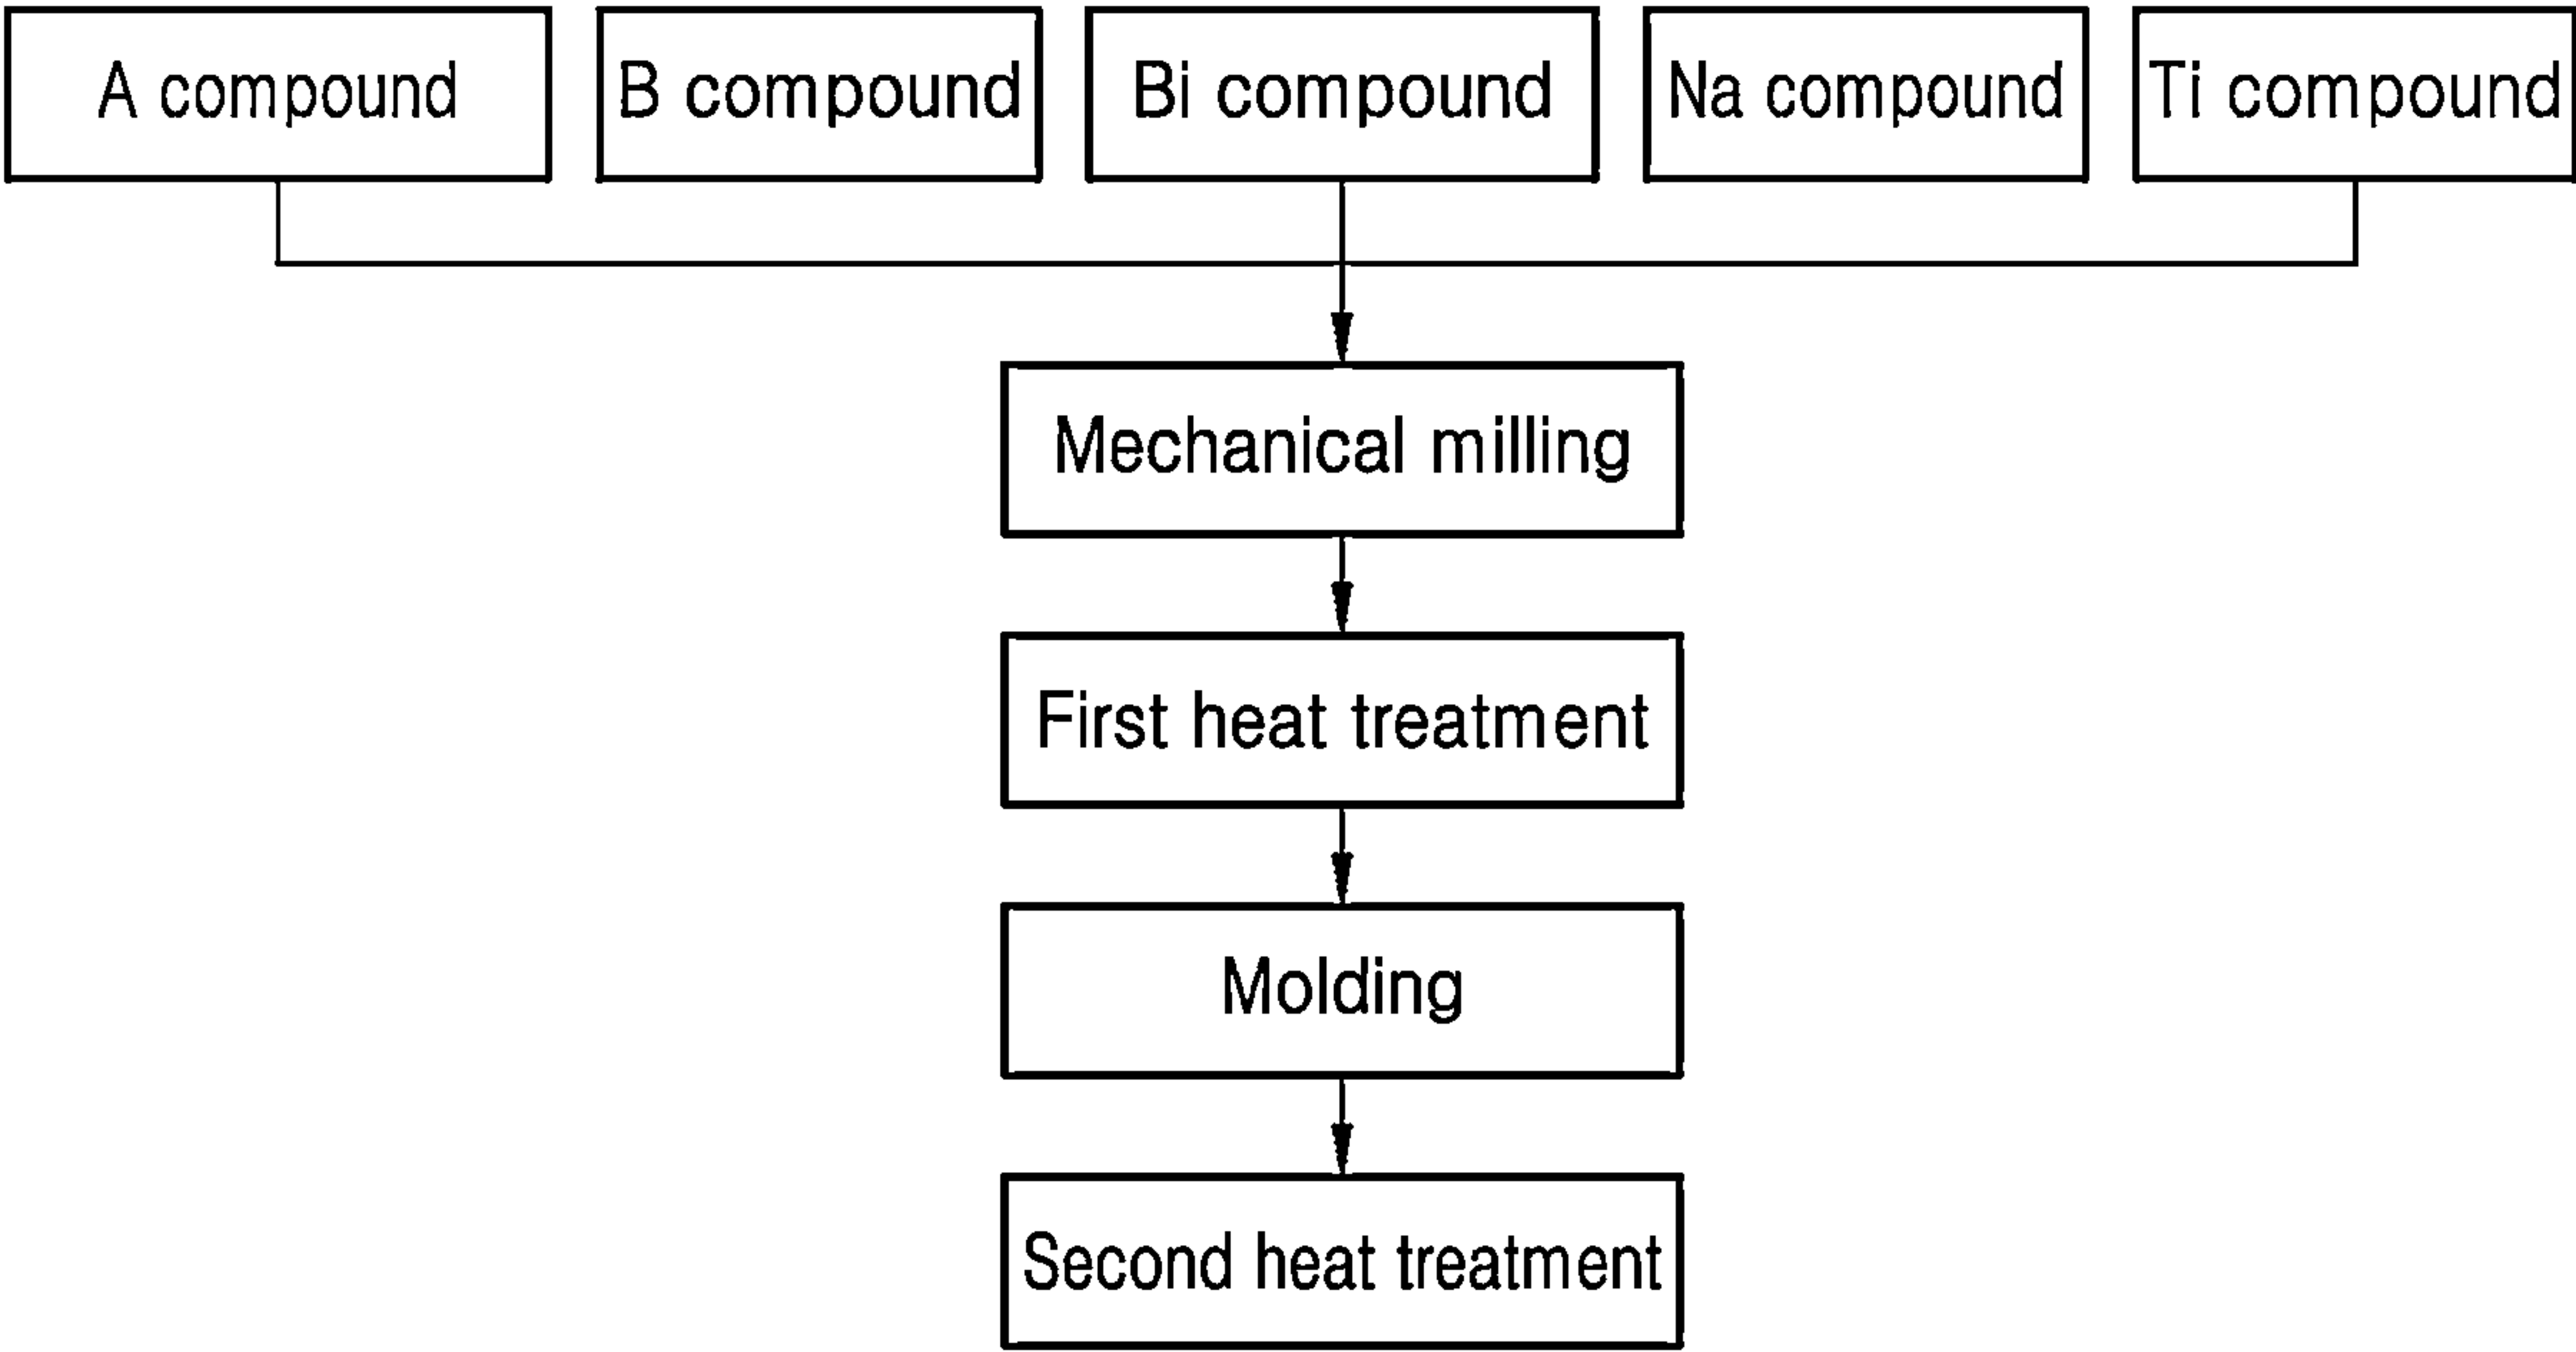 A compound
B compound
Bi compound
Na compound
Ti compound
Mechanical milling
First heat treatment
Molding
Second heat treatment